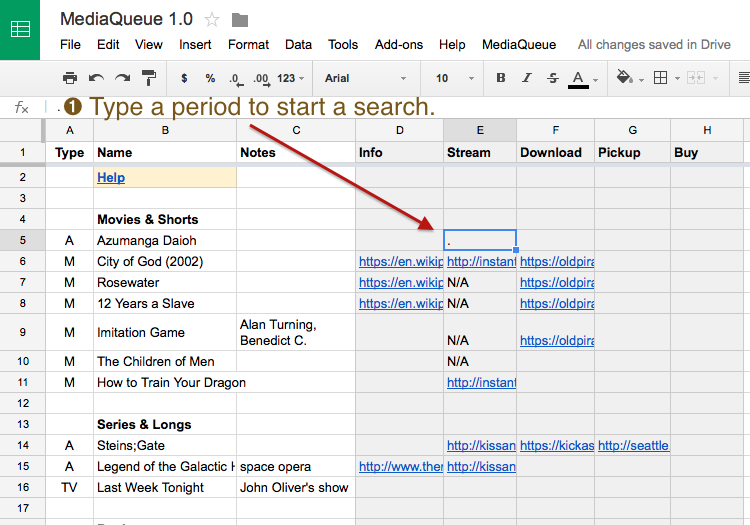 MediaQueue 1.0
File Edit View Insert Format Data Tools Add-ons Help MediaQueue All changes saved in Drive
$ % .0 .00 123 Arial 10 B I S A
fx . ❶ Type a period to start a search.
A B C D E F G H
1 Type Name Notes Info Stream Download Pickup Buy
2 Help
3
4 Movies & Shorts
5 A Azumanga Daioh .
6 M City of God (2002) https://en.wikip http://instant https://oldpira
7 M Rosewater https://en.wikip N/A https://oldpira
8 M 12 Years a Slave https://en.wikip N/A https://oldpira
Alan Turning,
9 M Imitation Game Benedict C. N/A https://oldpira
10 M The Children of Men N/A
11 M How to Train Your Dragon http://instant
12
13 Series & Longs
14 A Steins;Gate http://kissan https://kickas http://seattle
15 A Legend of the Galactic H space opera http://www.ther http://kissan
16 TV Last Week Tonight John Oliver's show
17